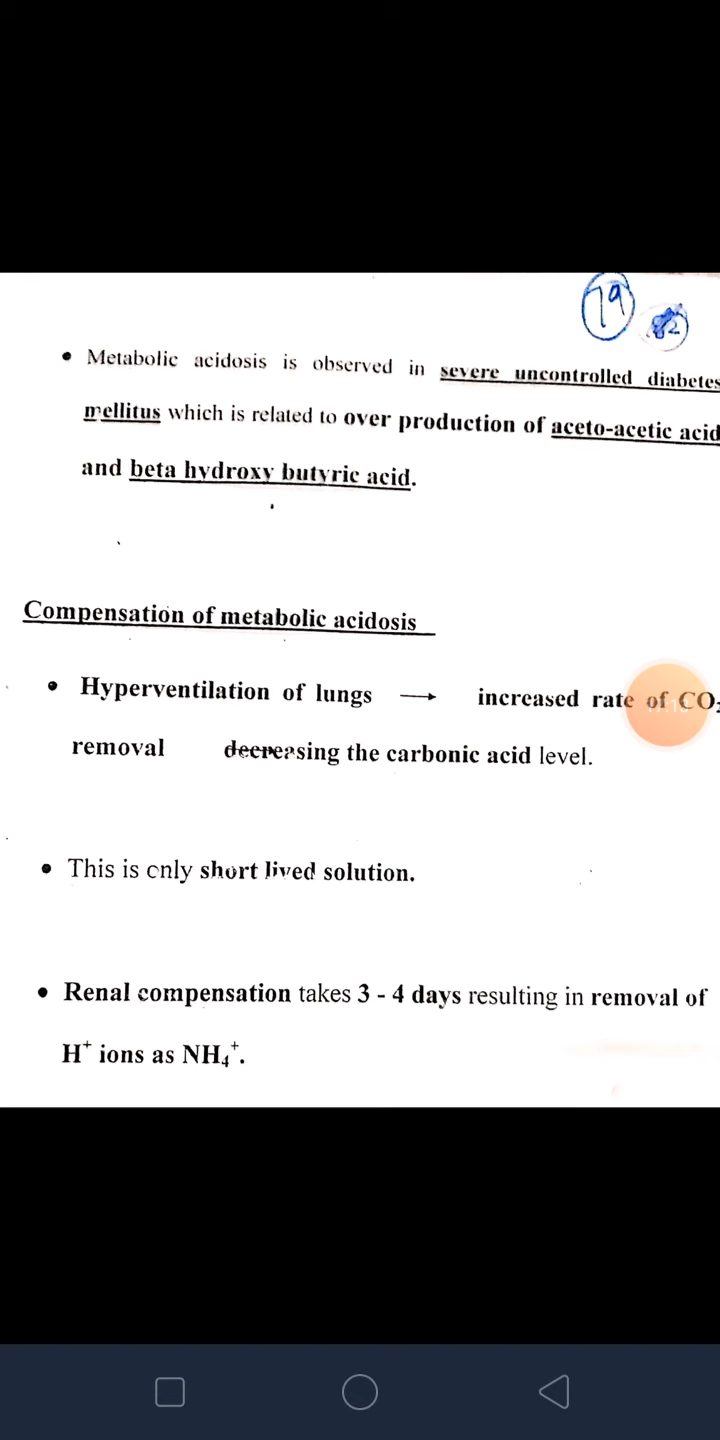 19
82
• Metabolic acidosis is observed in severe uncontrolled diabetes
mellitus which is related to over production of aceto-acetic acid
and beta hydroxy butyric acid.
Compensation of metabolic acidosis
• Hyperventilation of lungs → increased rate of CO₂
removal decreasing the carbonic acid level.
• This is only short lived solution.
• Renal compensation takes 3 - 4 days resulting in removal of
H⁺ ions as NH₄⁺.